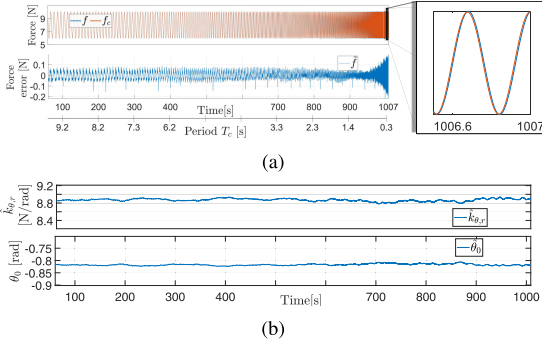 Force [N]
9
7
5
f f_c
Force error [N]
0.1
0
-0.1
-0.2
f̃
100 200 300 400 500 600 700 800 900 1007
Time[s]
9.2 8.2 7.3 6.2 3.3 2.3 1.4 0.3
Period T_c [s]
1006.6 1007
(a)
k̂_θ,r [N/rad]
9.2
8.8
8.4
k̂_θ,r
θ̂_0 [rad]
-0.75
-0.8
-0.85
-0.9
θ̂_0
100 200 300 400 500 600 700 800 900 1000
Time[s]
(b)